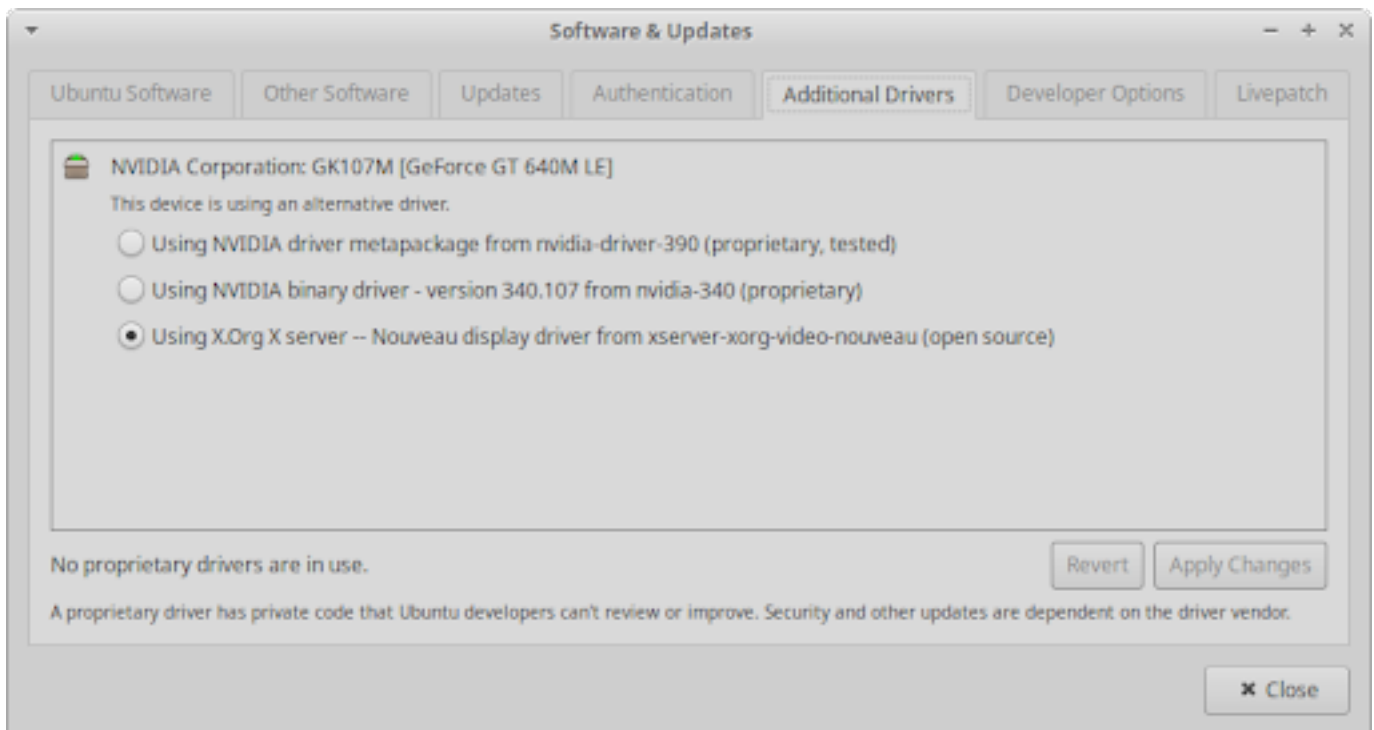 Software & Updates
Ubuntu Software Other Software Updates Authentication Additional Drivers Developer Options Livepatch
NVIDIA Corporation: GK107M [GeForce GT 640M LE]
This device is using an alternative driver.
Using NVIDIA driver metapackage from nvidia-driver-390 (proprietary, tested)
Using NVIDIA binary driver - version 340.107 from nvidia-340 (proprietary)
Using X.Org X server -- Nouveau display driver from xserver-xorg-video-nouveau (open source)
No proprietary drivers are in use.
Revert Apply Changes
A proprietary driver has private code that Ubuntu developers can't review or improve. Security and other updates are dependent on the driver vendor.
Close